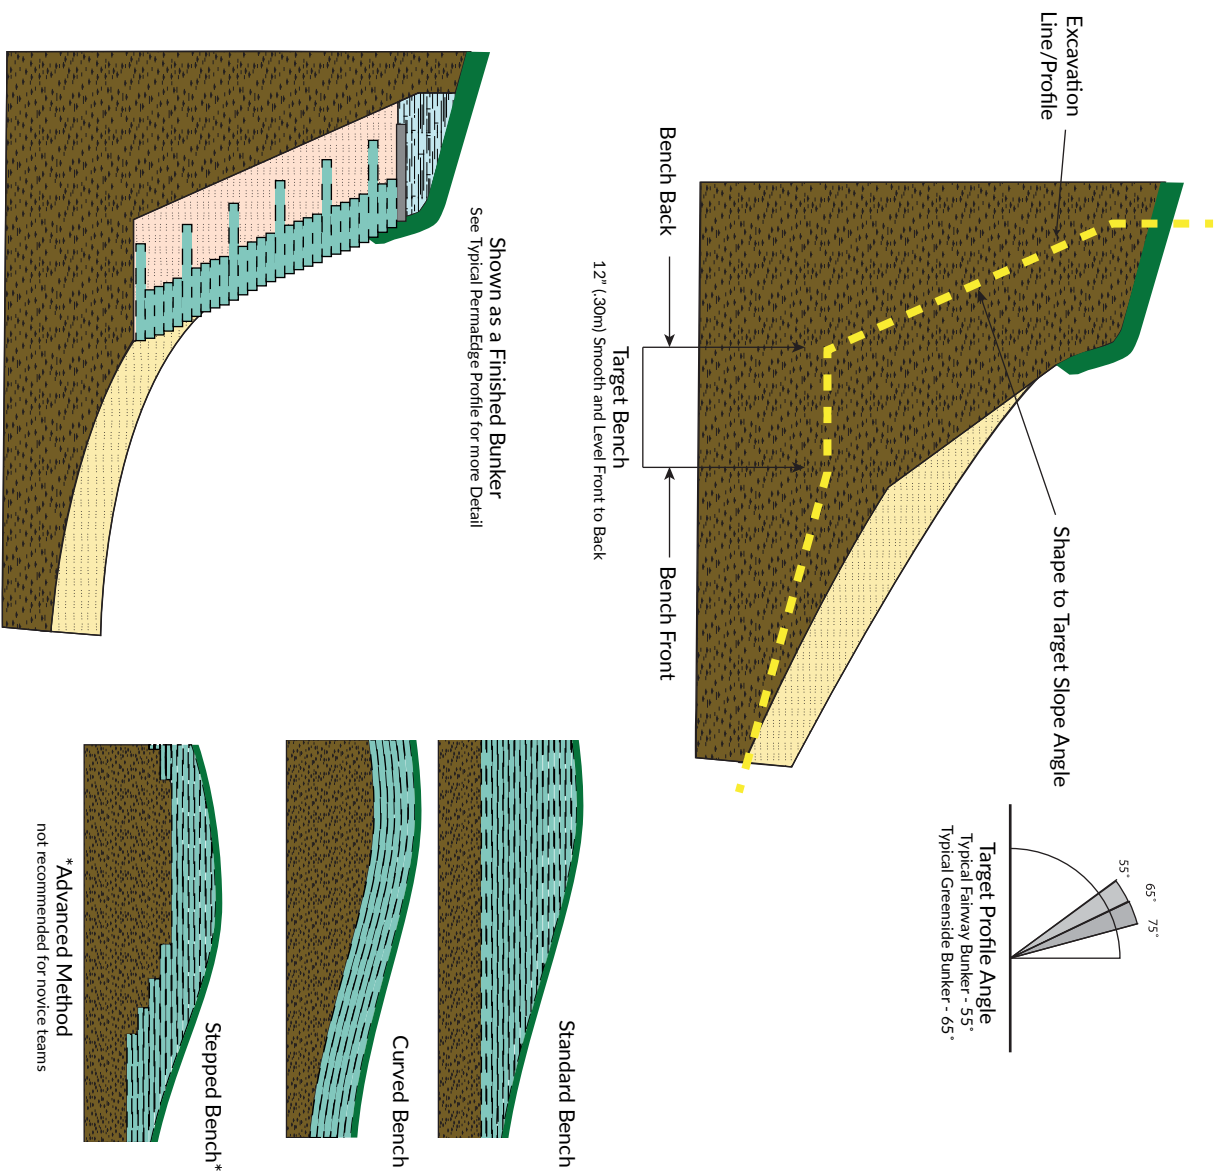 Excavation
Line/Profile
Shape to Target Slope Angle
Bench Back
Bench Front
Target Bench
12" (.30m) Smooth and Level Front to Back
55°
65°
75°
Target Profile Angle
Typical Fairway Bunker - 55°
Typical Greenside Bunker - 65°
Shown as a Finished Bunker
See Typical PermaEdge Profile for more Detail
Standard Bench
Curved Bench
Stepped Bench*
*Advanced Method
not recommended for novice teams